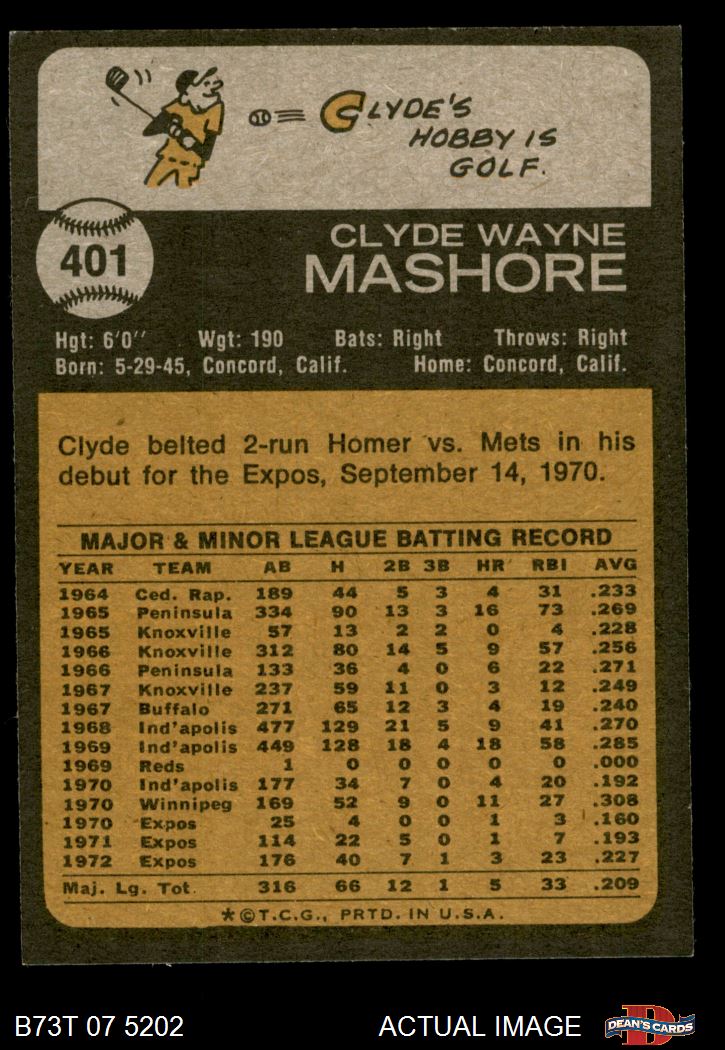 CLYDE'S
HOBBY IS
GOLF.
401
CLYDE WAYNE
MASHORE
Hgt: 6'0'' Wgt: 190 Bats: Right Throws: Right
Born: 5-29-45, Concord, Calif. Home: Concord, Calif.
Clyde belted 2-run Homer vs. Mets in his
debut for the Expos, September 14, 1970.
MAJOR & MINOR LEAGUE BATTING RECORD
YEAR TEAM AB H 2B 3B HR RBI AVG
1964 Ced. Rap. 189 44 5 3 4 31 .233
1965 Peninsula 334 90 13 3 16 73 .269
1965 Knoxville 57 13 2 2 0 4 .228
1966 Knoxville 312 80 14 5 9 57 .256
1966 Peninsula 133 36 4 0 6 22 .271
1967 Knoxville 237 59 11 0 3 12 .249
1967 Buffalo 271 65 12 3 4 19 .240
1968 Ind'apolis 477 129 21 5 9 41 .270
1969 Ind'apolis 449 128 18 4 18 58 .285
1969 Reds 1 0 0 0 0 0 .000
1970 Ind'apolis 177 34 7 0 4 20 .192
1970 Winnipeg 169 52 9 0 11 27 .308
1970 Expos 25 4 0 0 1 3 .160
1971 Expos 114 22 5 0 1 7 .193
1972 Expos 176 40 7 1 3 23 .227
Maj. Lg. Tot. 316 66 12 1 5 33 .209
*©T.C.G., PRTD. IN U.S.A.
B73T 07 5202 ACTUAL IMAGE DEAN'S CARDS